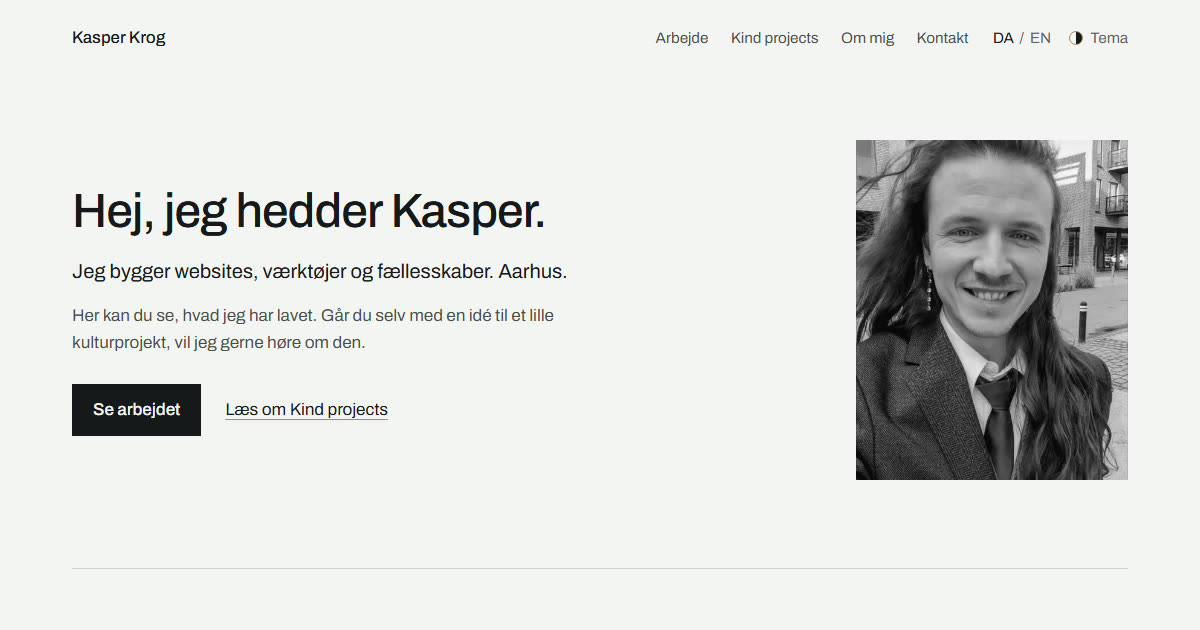 Kasper Krog
Arbejde Kind projects Om mig Kontakt DA / EN Tema
Hej, jeg hedder Kasper.
Jeg bygger websites, værktøjer og fællesskaber. Aarhus.
Her kan du se, hvad jeg har lavet. Går du selv med en idé til et lille
kulturprojekt, vil jeg gerne høre om den.
Se arbejdet Læs om Kind projects